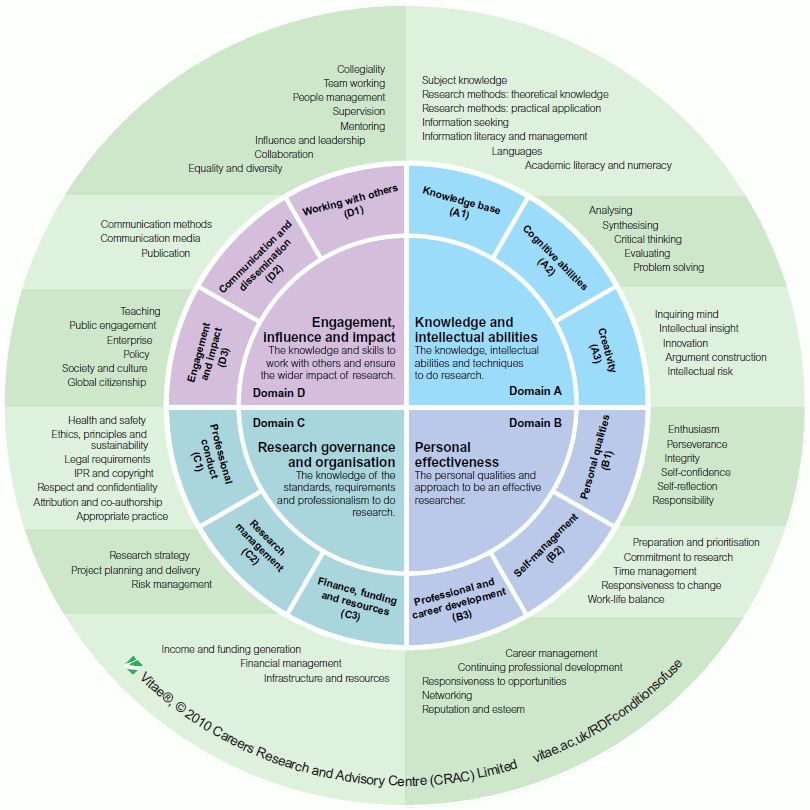 Collegiality
Team working
People management
Supervision
Mentoring
Influence and leadership
Collaboration
Equality and diversity
Subject knowledge
Research methods: theoretical knowledge
Research methods: practical application
Information seeking
Information literacy and management
Languages
Academic literacy and numeracy
Communication methods
Communication media
Publication
Analysing
Synthesising
Critical thinking
Evaluating
Problem solving
Teaching
Public engagement
Enterprise
Policy
Society and culture
Global citizenship
Inquiring mind
Intellectual insight
Innovation
Argument construction
Intellectual risk
Working with others
(D1)
Communication and
dissemination
(D2)
Engagement
and impact
(D3)
Knowledge base
(A1)
Cognitive abilities
(A2)
Creativity
(A3)
Engagement,
influence and impact
The knowledge and skills to
work with others and ensure
the wider impact of research.
Domain D
Knowledge and
intellectual abilities
The knowledge, intellectual
abilities and techniques
to do research.
Domain A
Domain C
Research governance
and organisation
The knowledge of the
standards, requirements
and professionalism to do
research.
Domain B
Personal
effectiveness
The personal qualities and
approach to be an effective
researcher.
Professional
conduct
(C1)
Research
management
(C2)
Finance, funding
and resources
(C3)
Personal qualities
(B1)
Self-management
(B2)
Professional and
career development
(B3)
Health and safety
Ethics, principles and
sustainability
Legal requirements
IPR and copyright
Respect and confidentiality
Attribution and co-authorship
Appropriate practice
Enthusiasm
Perseverance
Integrity
Self-confidence
Self-reflection
Responsibility
Research strategy
Project planning and delivery
Risk management
Preparation and prioritisation
Commitment to research
Time management
Responsiveness to change
Work-life balance
Income and funding generation
Financial management
Infrastructure and resources
Career management
Continuing professional development
Responsiveness to opportunities
Networking
Reputation and esteem
Vitae®, © 2010 Careers Research and Advisory Centre (CRAC) Limited
vitae.ac.uk/RDFconditionsofuse